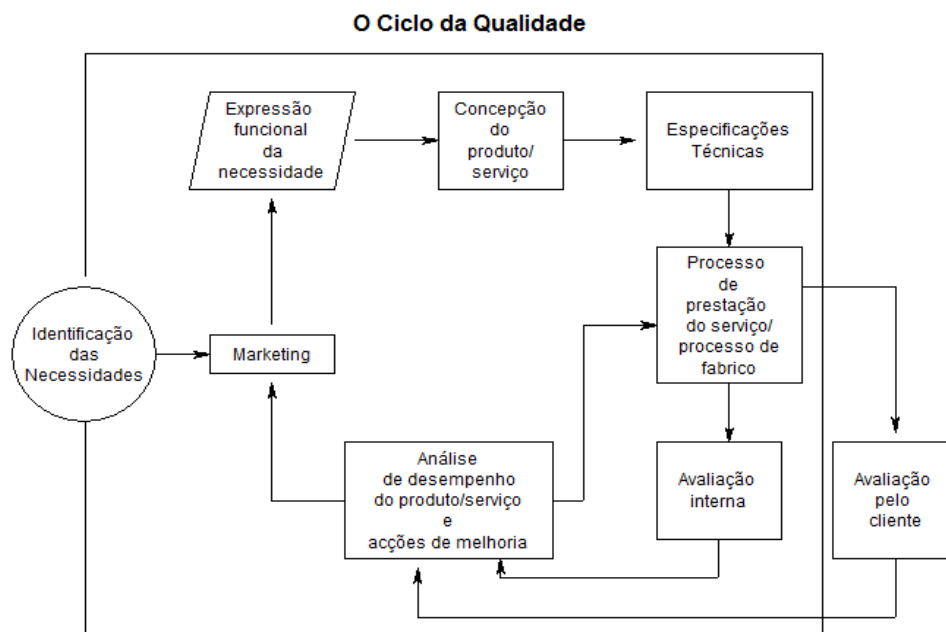 O Ciclo da Qualidade
Expressão
funcional
da
necessidade
Concepção
do
produto/
serviço
Especificações
Técnicas
Processo
de
prestação
do serviço/
processo de
fabrico
Identificação
das
Necessidades
Marketing
Análise
de desempenho
do produto/serviço
e
acções de melhoria
Avaliação
interna
Avaliação
pelo
cliente